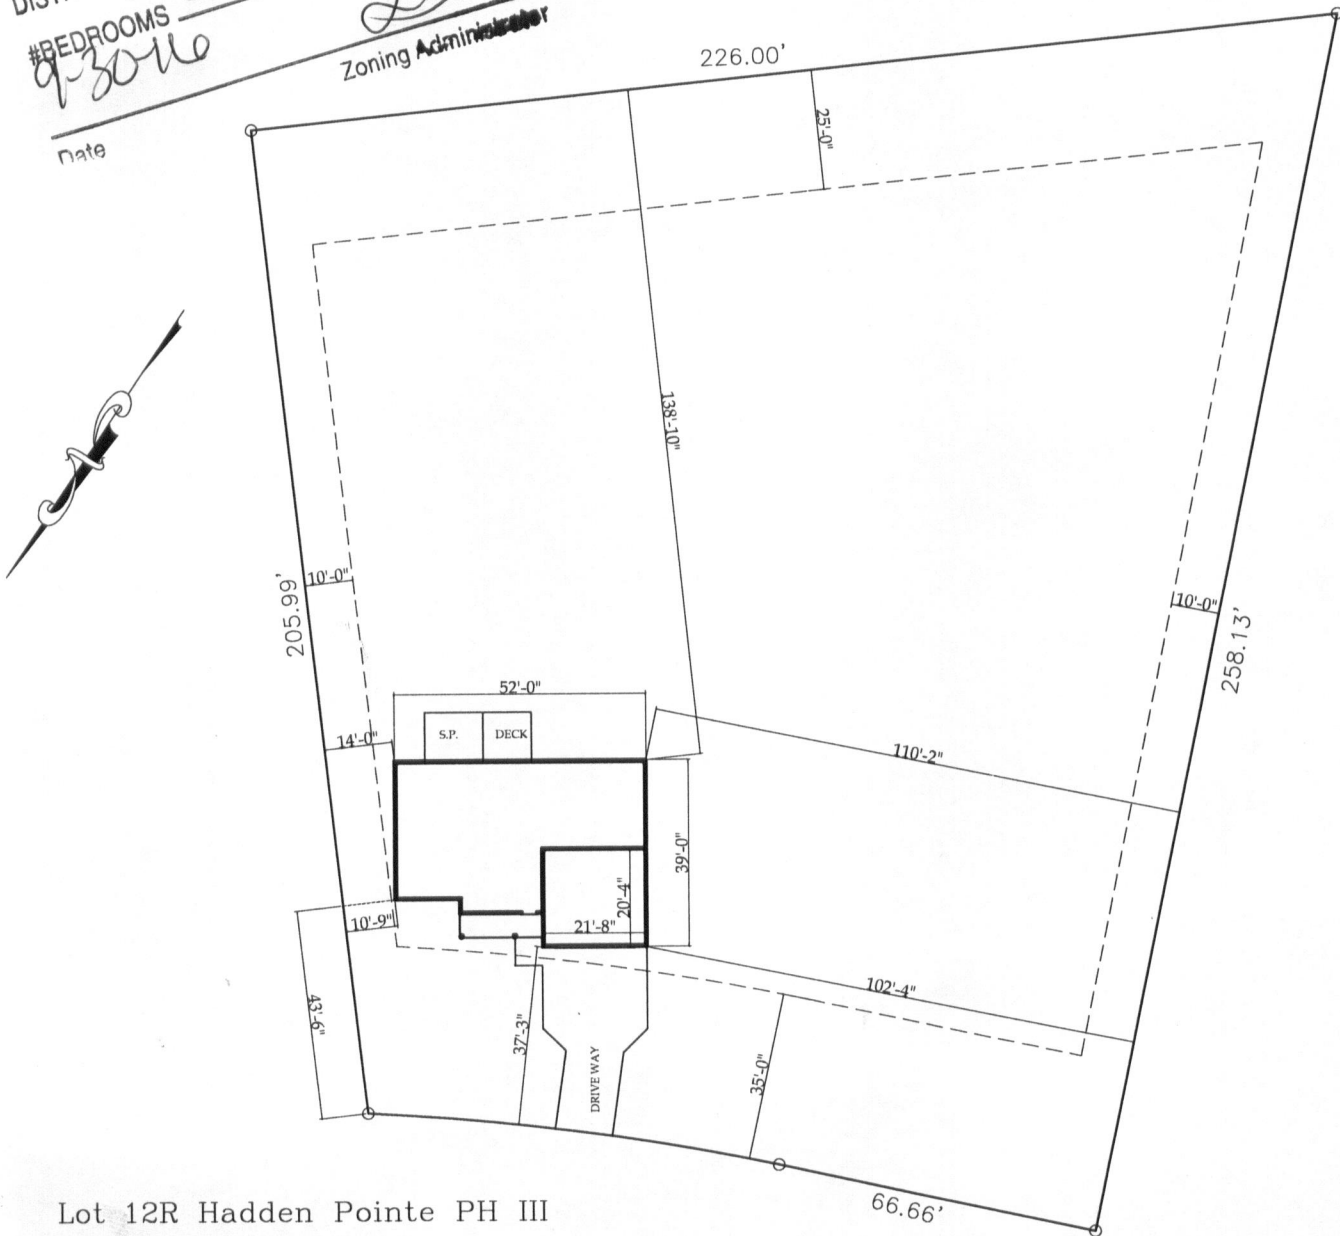 #BEDROOMS
9-30-16
Date
Zoning Administrator
226.00'
25'-0"
138'-10"
10'-0"
205.99'
10'-0"
258.13'
52'-0"
14'-0"
S.P.
DECK
110'-2"
39'-0"
20'-4"
21'-8"
10'-9"
43'-6"
37'-3"
DRIVEWAY
102'-4"
35'-0"
66.66'
Lot 12R Hadden Pointe PH III